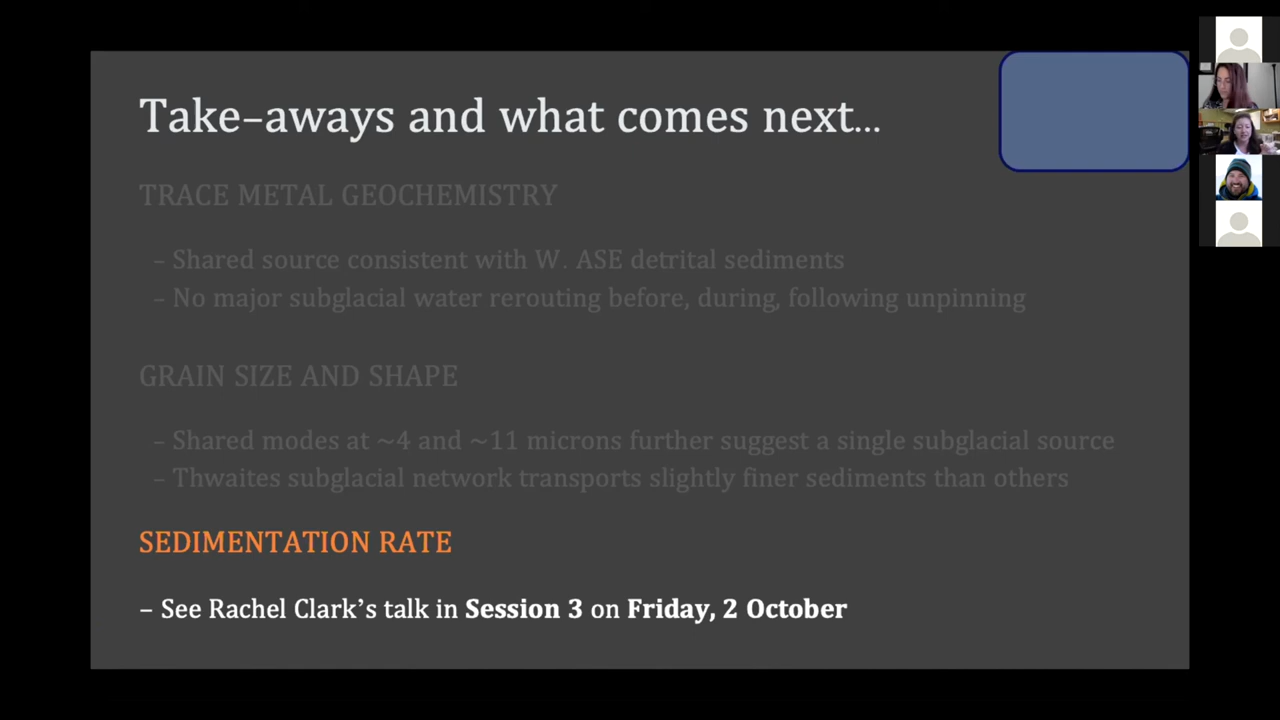 Take–aways and what comes next...
TRACE METAL GEOCHEMISTRY
– Shared source consistent with W. ASE detrital sediments
– No major subglacial water rerouting before, during, following unpinning
GRAIN SIZE AND SHAPE
– Shared modes at ~4 and ~11 microns further suggest a single subglacial source
– Thwaites subglacial network transports slightly finer sediments than others
SEDIMENTATION RATE
– See Rachel Clark's talk in Session 3 on Friday, 2 October